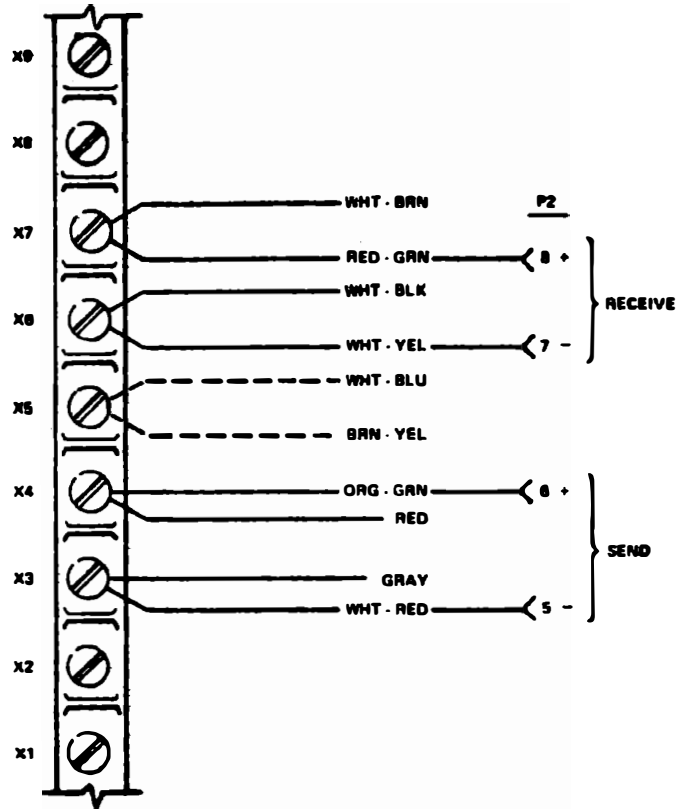 X9
X8
WHT - BRN
P2
X7
RED - GRN 8 +
WHT - BLK
RECEIVE
X6
WHT - YEL 7 -
WHT - BLU
X5
BRN - YEL
X4 ORG - GRN 6 +
RED
SEND
X3 GRAY
WHT - RED 5 -
X2
X1